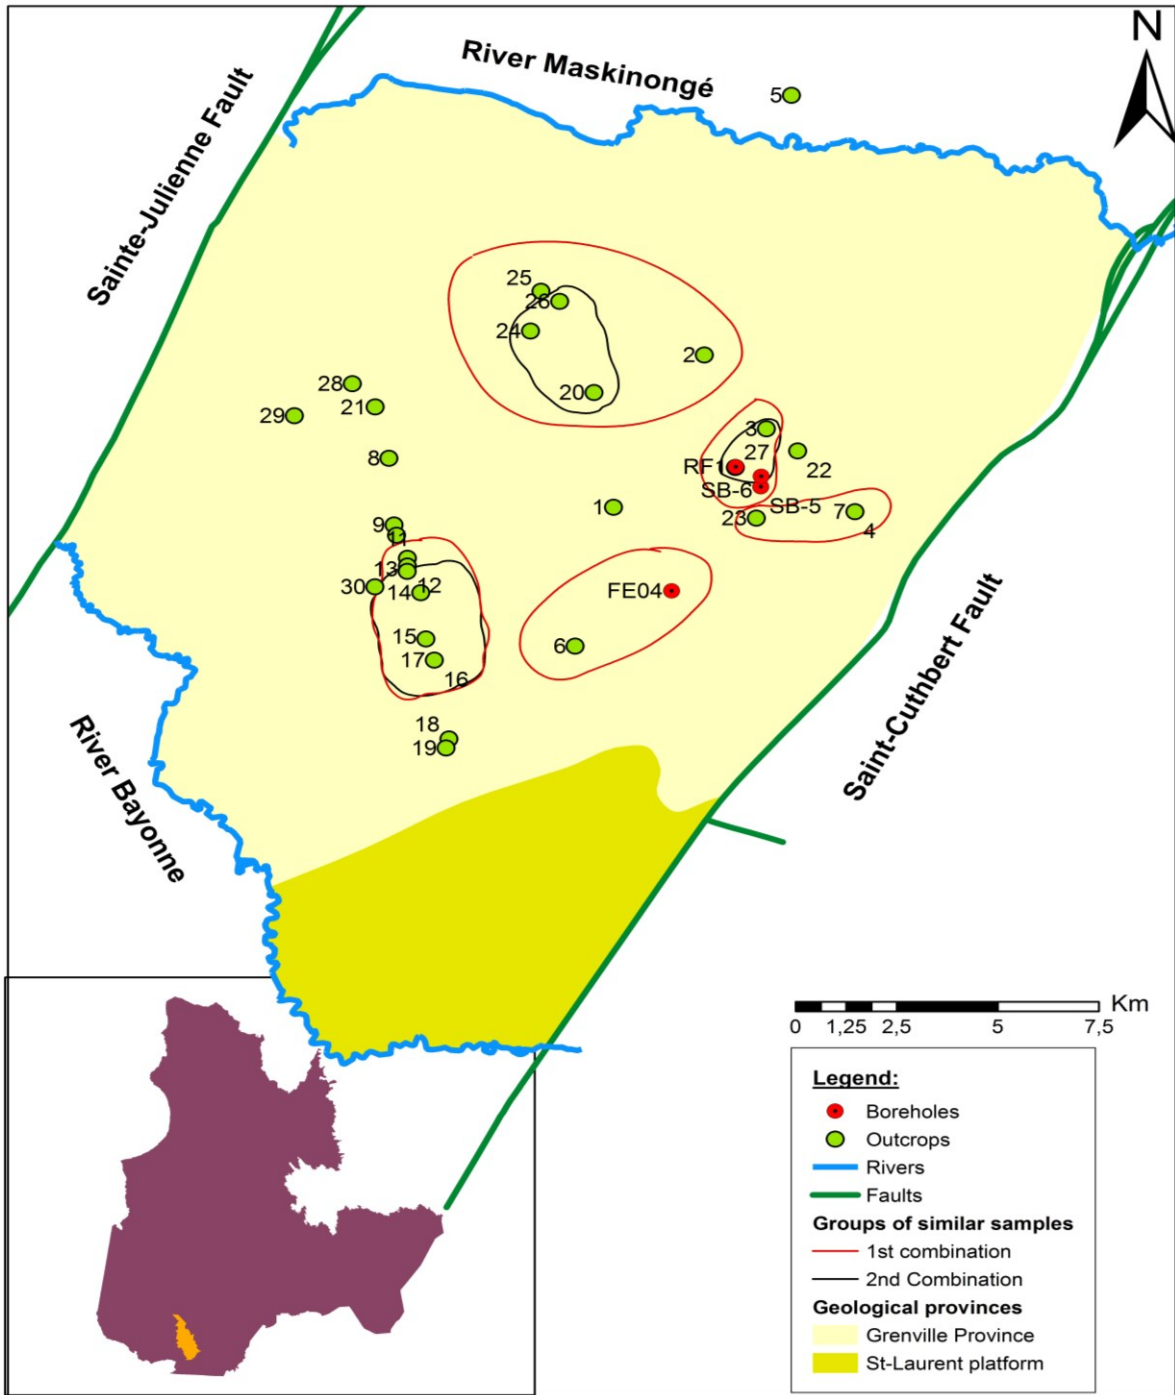 N
River Maskinongé
5
Sainte-Julienne Fault
25
26
24
2
20
28
21
29
3
8
27
22
RF1
SB-6
1
SB-5
7
23
4
9
11
13
30
14
12
FE04
15
6
17
16
18
19
Saint-Cuthbert Fault
River Bayonne
Km
0 1,25 2,5 5 7,5
Legend:
Boreholes
Outcrops
Rivers
Faults
Groups of similar samples
1st combination
2nd Combination
Geological provinces
Grenville Province
St-Laurent platform